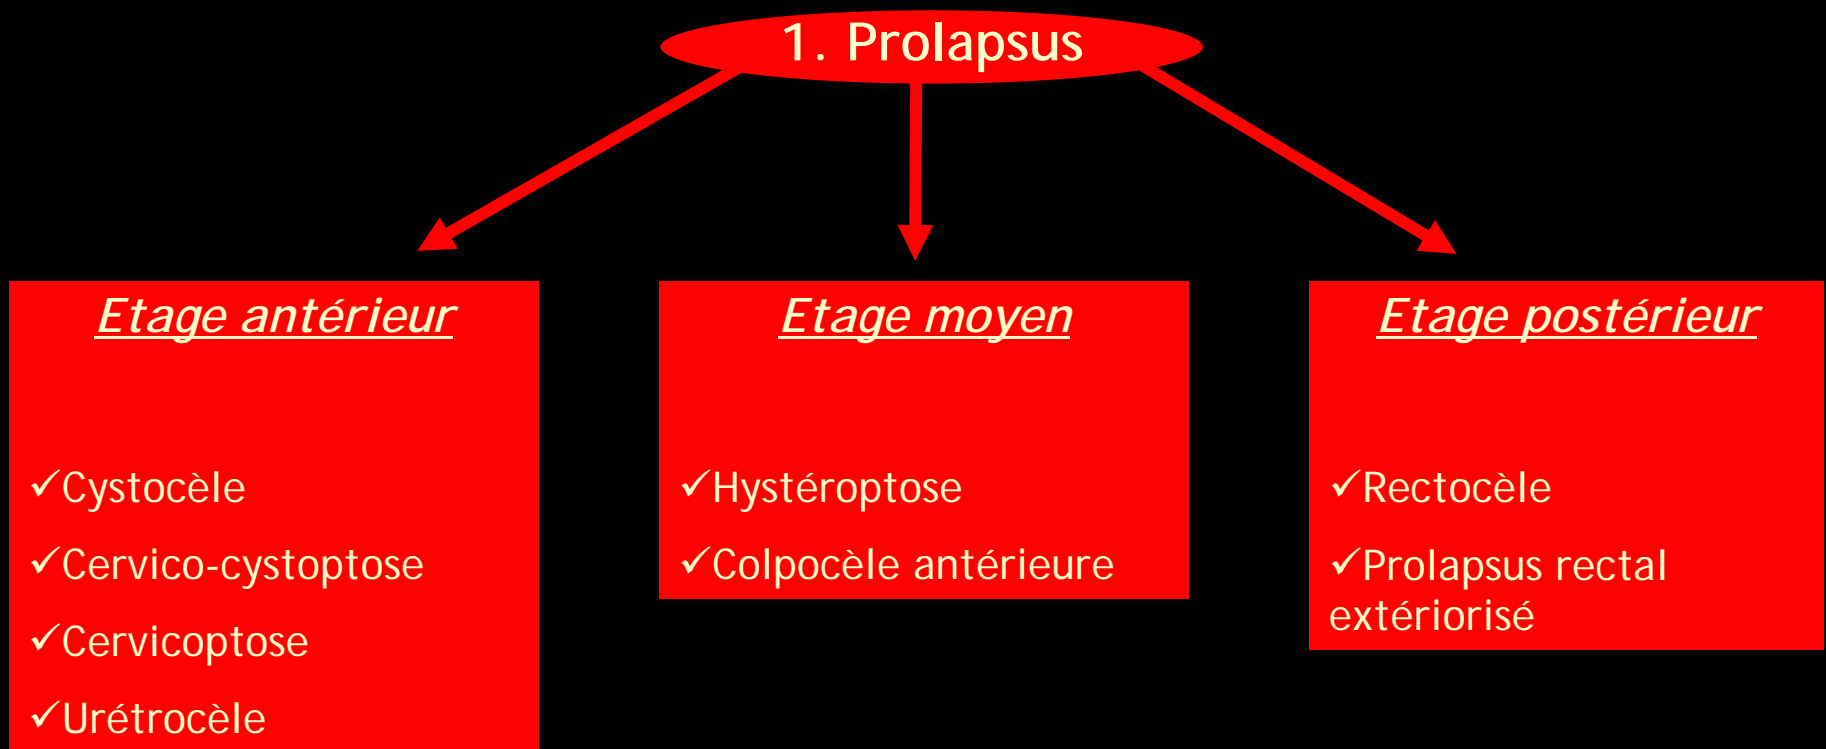 1. Prolapsus
Etage antérieur
✓Cystocèle
✓Cervico-cystoptose
✓Cervicoptose
✓Urétrocèle
Etage moyen
✓Hystéroptose
✓Colpocèle antérieure
Etage postérieur
✓Rectocèle
✓Prolapsus rectal
extériorisé